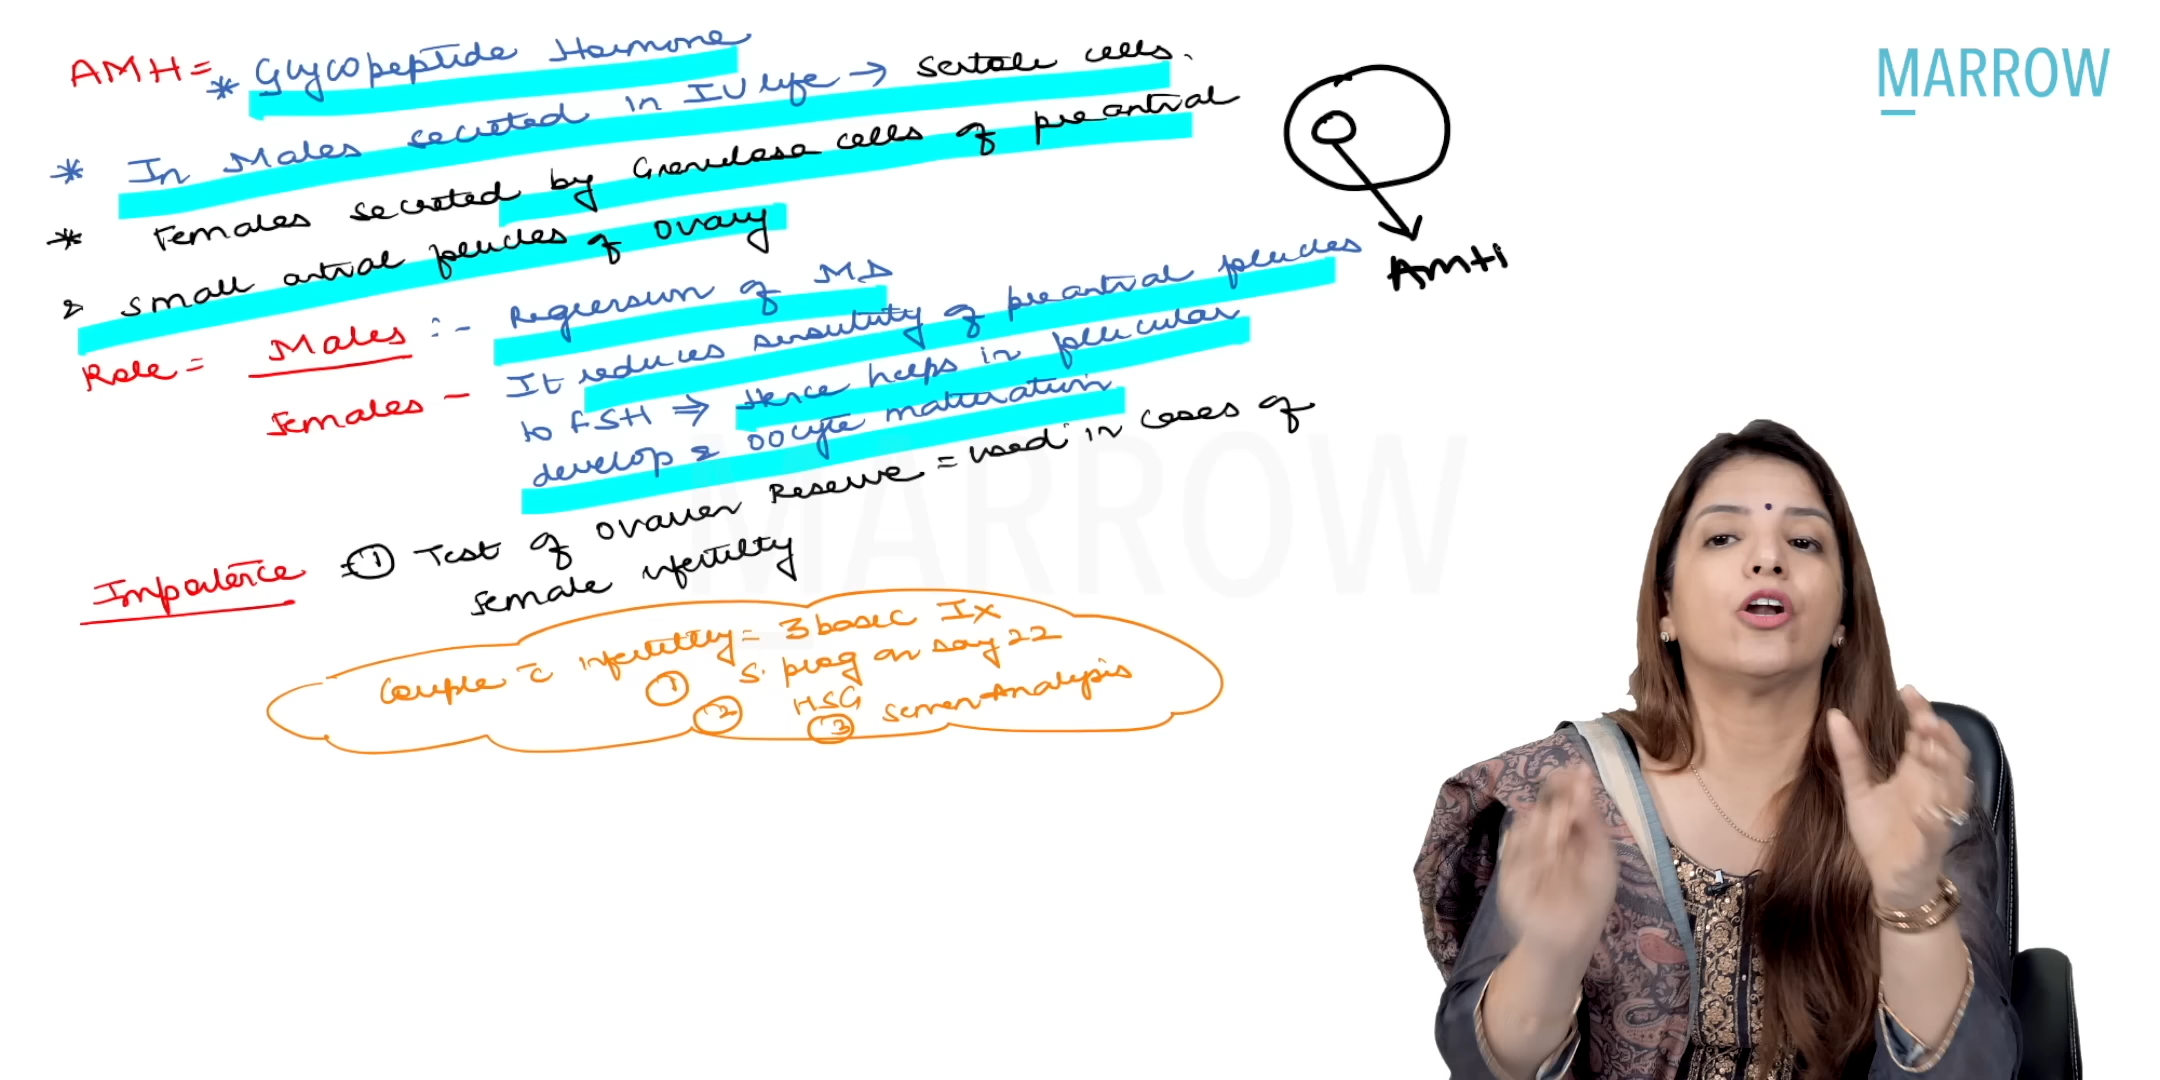 AMH = * Glycopeptide Hormone
* In Males secreted in IU life → Sertole cells.
* Females secreted by Granulosa cells of preantral
& small antral follicles of ovary
Role = Males :- Regression of MD
Females - It reduces sensitivity of preantral follicles
to FSH ⇒ Hence helps in follicular
develop & oocyte maturation
Importance = ① Test of ovarian Reserve = used in cases of
female infertility
Couple c̄ infertility = 3 basic Ix
① S. prog on day 22
② HSG
③ Semen Analysis
AMH
MARROW
MARROW